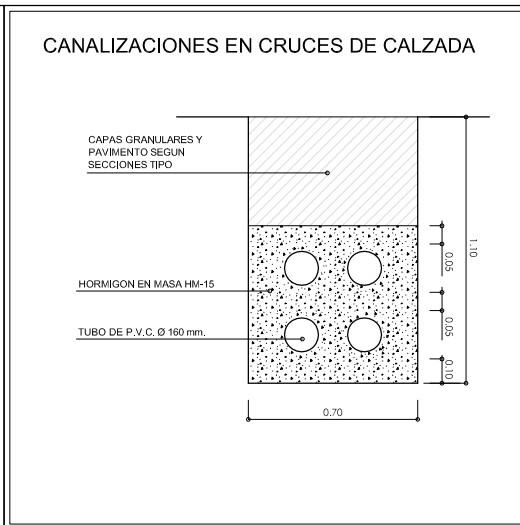 CANALIZACIONES EN CRUCES DE CALZADA
CAPAS GRANULARES Y
PAVIMENTO SEGUN
SECCIONES TIPO
HORMIGON EN MASA HM-15
TUBO DE P.V.C. Ø 160 mm.
0.05
1.10
0.05
0.10
0.70